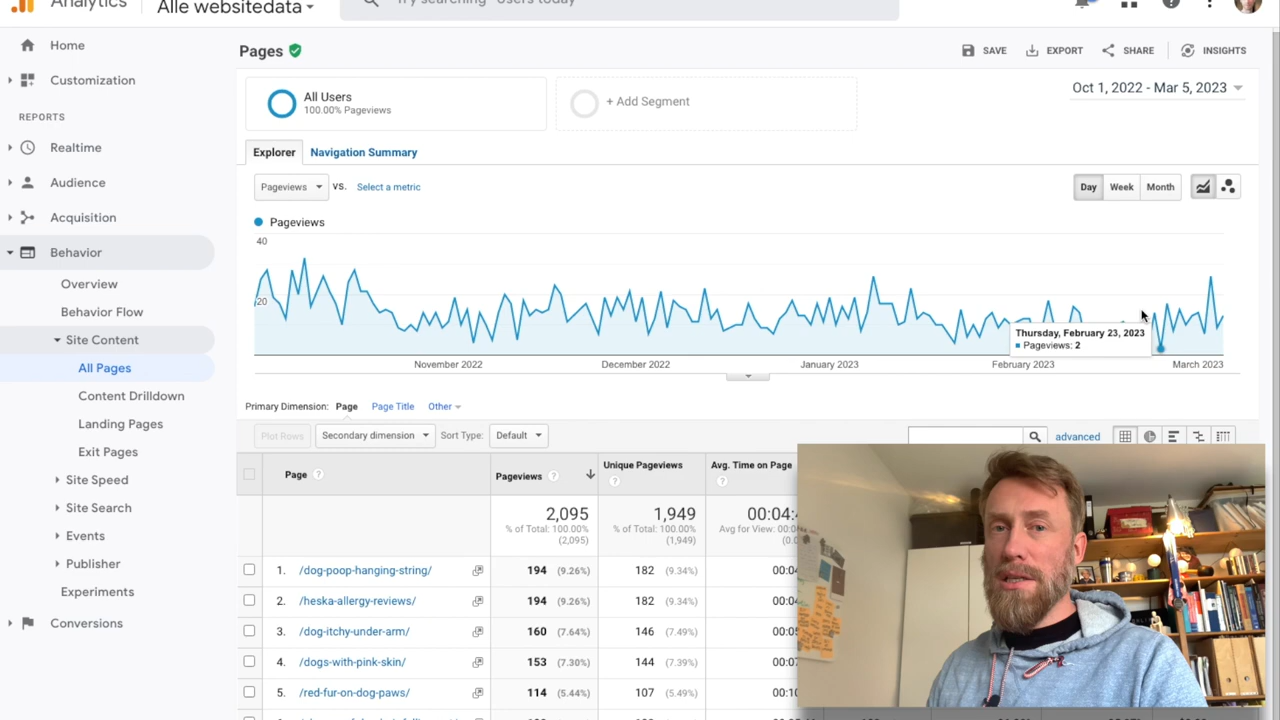 Analytics
Alle websitedata
Try searching "Users today"
Home
Customization
REPORTS
Realtime
Audience
Acquisition
Behavior
Overview
Behavior Flow
Site Content
All Pages
Content Drilldown
Landing Pages
Exit Pages
Site Speed
Site Search
Events
Publisher
Experiments
Conversions
Pages
SAVE
EXPORT
SHARE
INSIGHTS
All Users
100.00% Pageviews
+ Add Segment
Oct 1, 2022 - Mar 5, 2023
Explorer
Navigation Summary
Pageviews
VS.
Select a metric
Day
Week
Month
Pageviews
40
20
Thursday, February 23, 2023
Pageviews: 2
November 2022
December 2022
January 2023
February 2023
March 2023
Primary Dimension: Page Page Title Other
Plot Rows
Secondary dimension
Sort Type:
Default
advanced
Page
Pageviews
Unique Pageviews
Avg. Time on Page
2,095
% of Total: 100.00%
(2,095)
1,949
% of Total: 100.00%
(1,949)
Avg for View:
1. /dog-poop-hanging-string/ 194 (9.26%) 182 (9.34%)
2. /heska-allergy-reviews/ 194 (9.26%) 182 (9.34%)
3. /dog-itchy-under-arm/ 160 (7.64%) 146 (7.49%)
4. /dogs-with-pink-skin/ 153 (7.30%) 144 (7.39%)
5. /red-fur-on-dog-paws/ 114 (5.44%) 107 (5.49%)